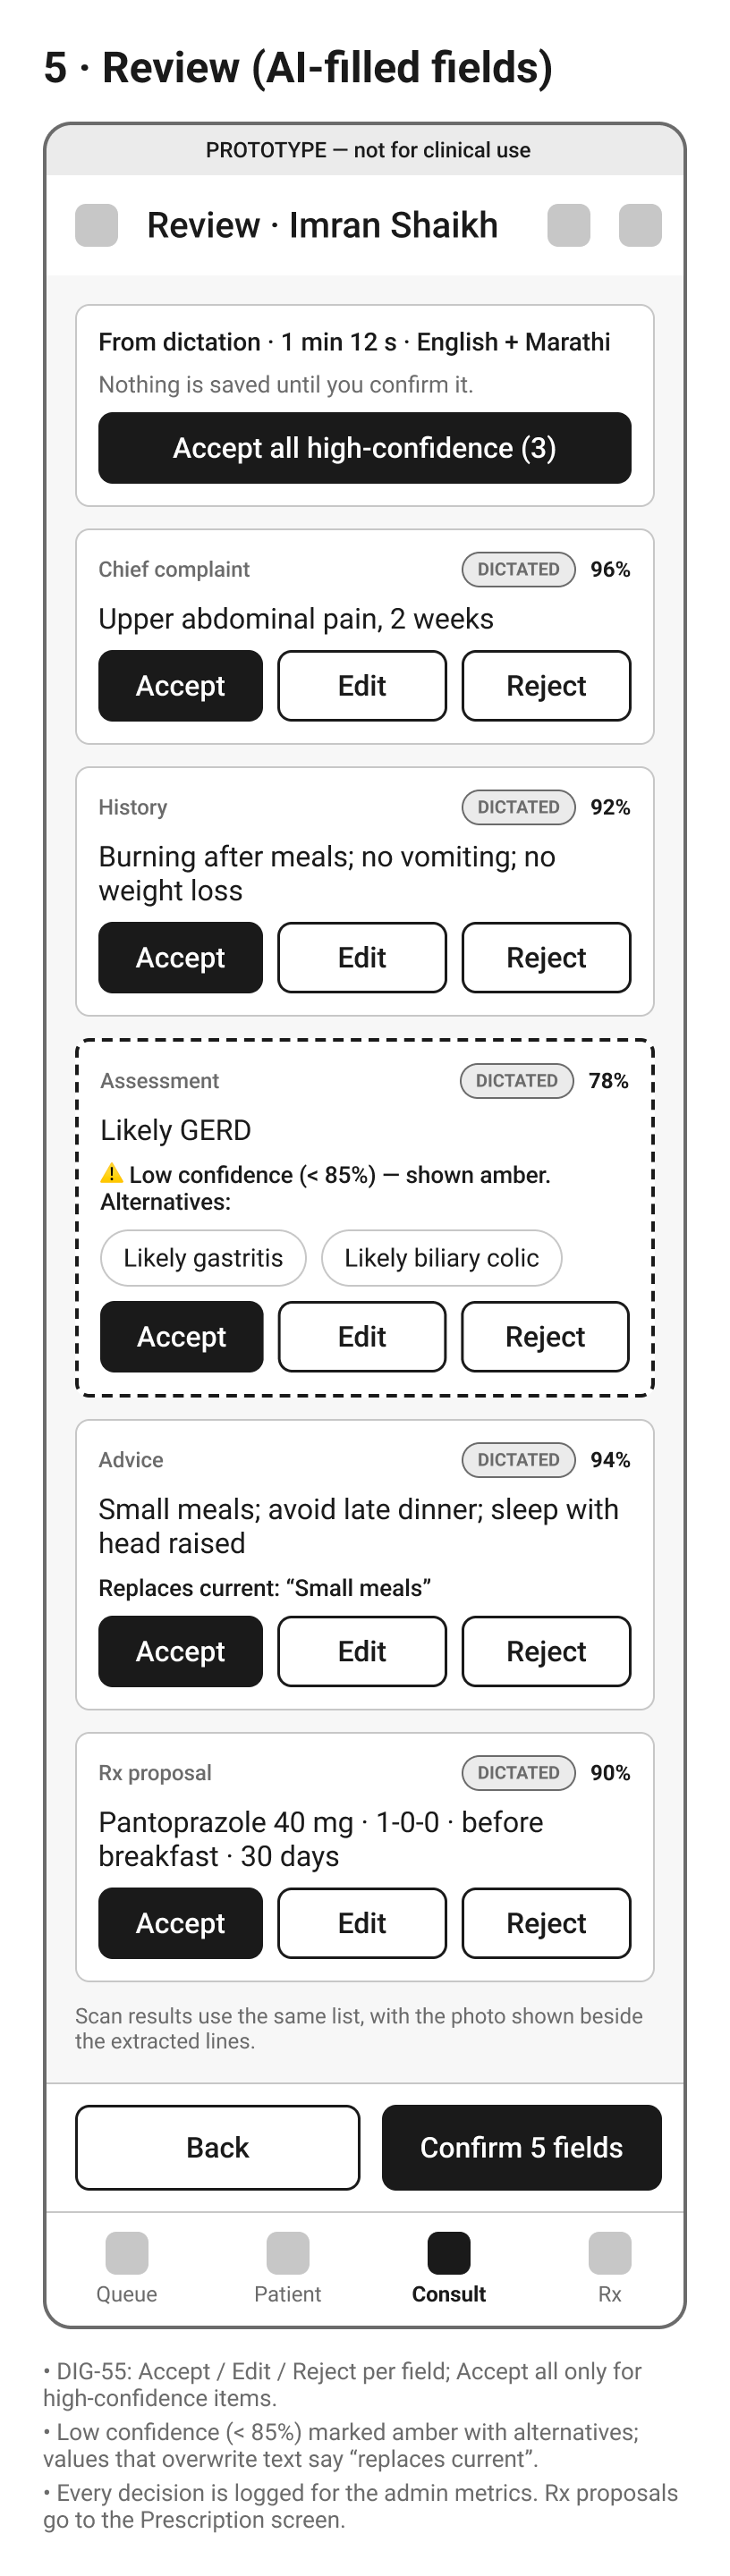 5 · Review (AI-filled fields)
PROTOTYPE — not for clinical use
Review · Imran Shaikh
From dictation · 1 min 12 s · English + Marathi
Nothing is saved until you confirm it.
Accept all high-confidence (3)
Chief complaint DICTATED 96%
Upper abdominal pain, 2 weeks
Accept Edit Reject
History DICTATED 92%
Burning after meals; no vomiting; no
weight loss
Accept Edit Reject
Assessment DICTATED 78%
Likely GERD
⚠️ Low confidence (< 85%) — shown amber.
Alternatives:
Likely gastritis Likely biliary colic
Accept Edit Reject
Advice DICTATED 94%
Small meals; avoid late dinner; sleep with
head raised
Replaces current: “Small meals”
Accept Edit Reject
Rx proposal DICTATED 90%
Pantoprazole 40 mg · 1-0-0 · before
breakfast · 30 days
Accept Edit Reject
Scan results use the same list, with the photo shown beside
the extracted lines.
Back Confirm 5 fields
Queue Patient Consult Rx
• DIG-55: Accept / Edit / Reject per field; Accept all only for
high-confidence items.
• Low confidence (< 85%) marked amber with alternatives;
values that overwrite text say “replaces current”.
• Every decision is logged for the admin metrics. Rx proposals
go to the Prescription screen.